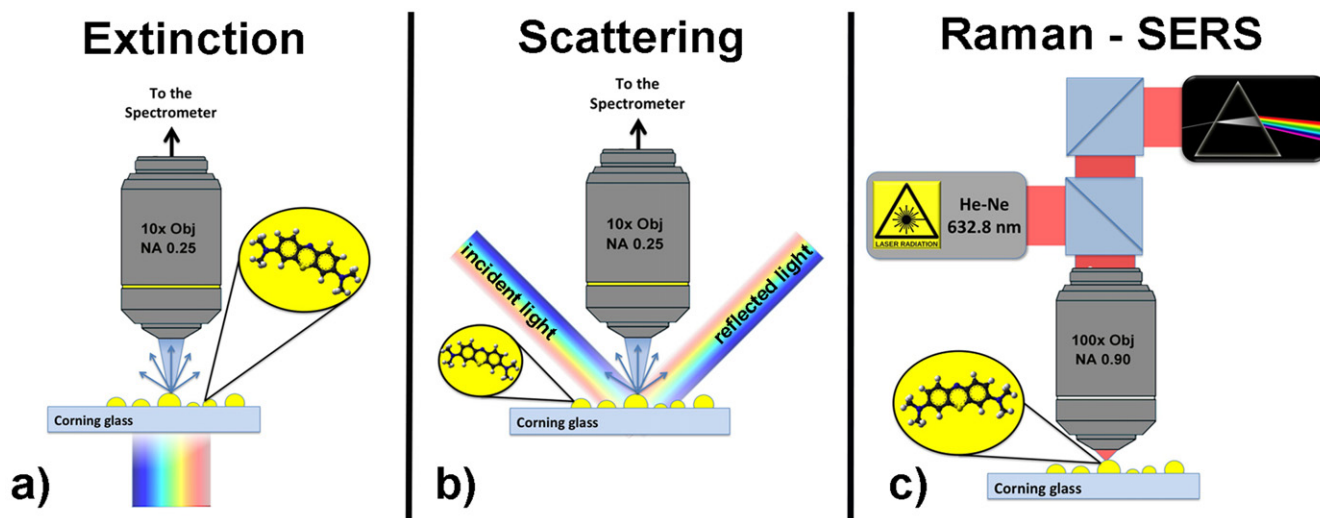 Extinction
To the
Spectrometer
10x Obj
NA 0.25
Corning glass
a)
Scattering
To the
Spectrometer
10x Obj
NA 0.25
incident light
reflected light
Corning glass
b)
Raman - SERS
He-Ne
632.8 nm
LASER RADIATION
100x Obj
NA 0.90
Corning glass
c)